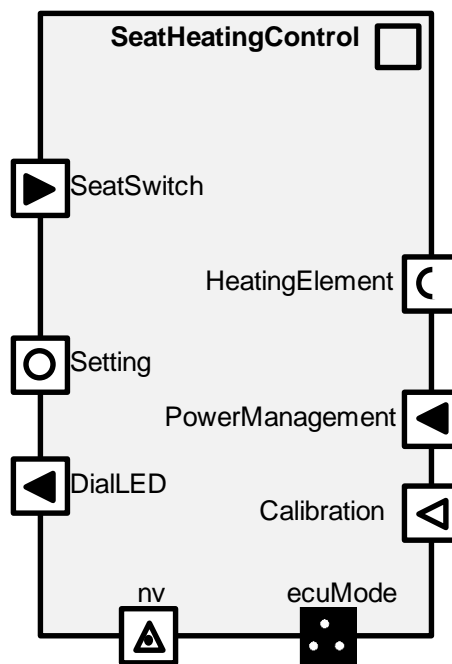 SeatHeatingControl
SeatSwitch
HeatingElement
Setting
PowerManagement
DialLED
Calibration
nv
ecuMode